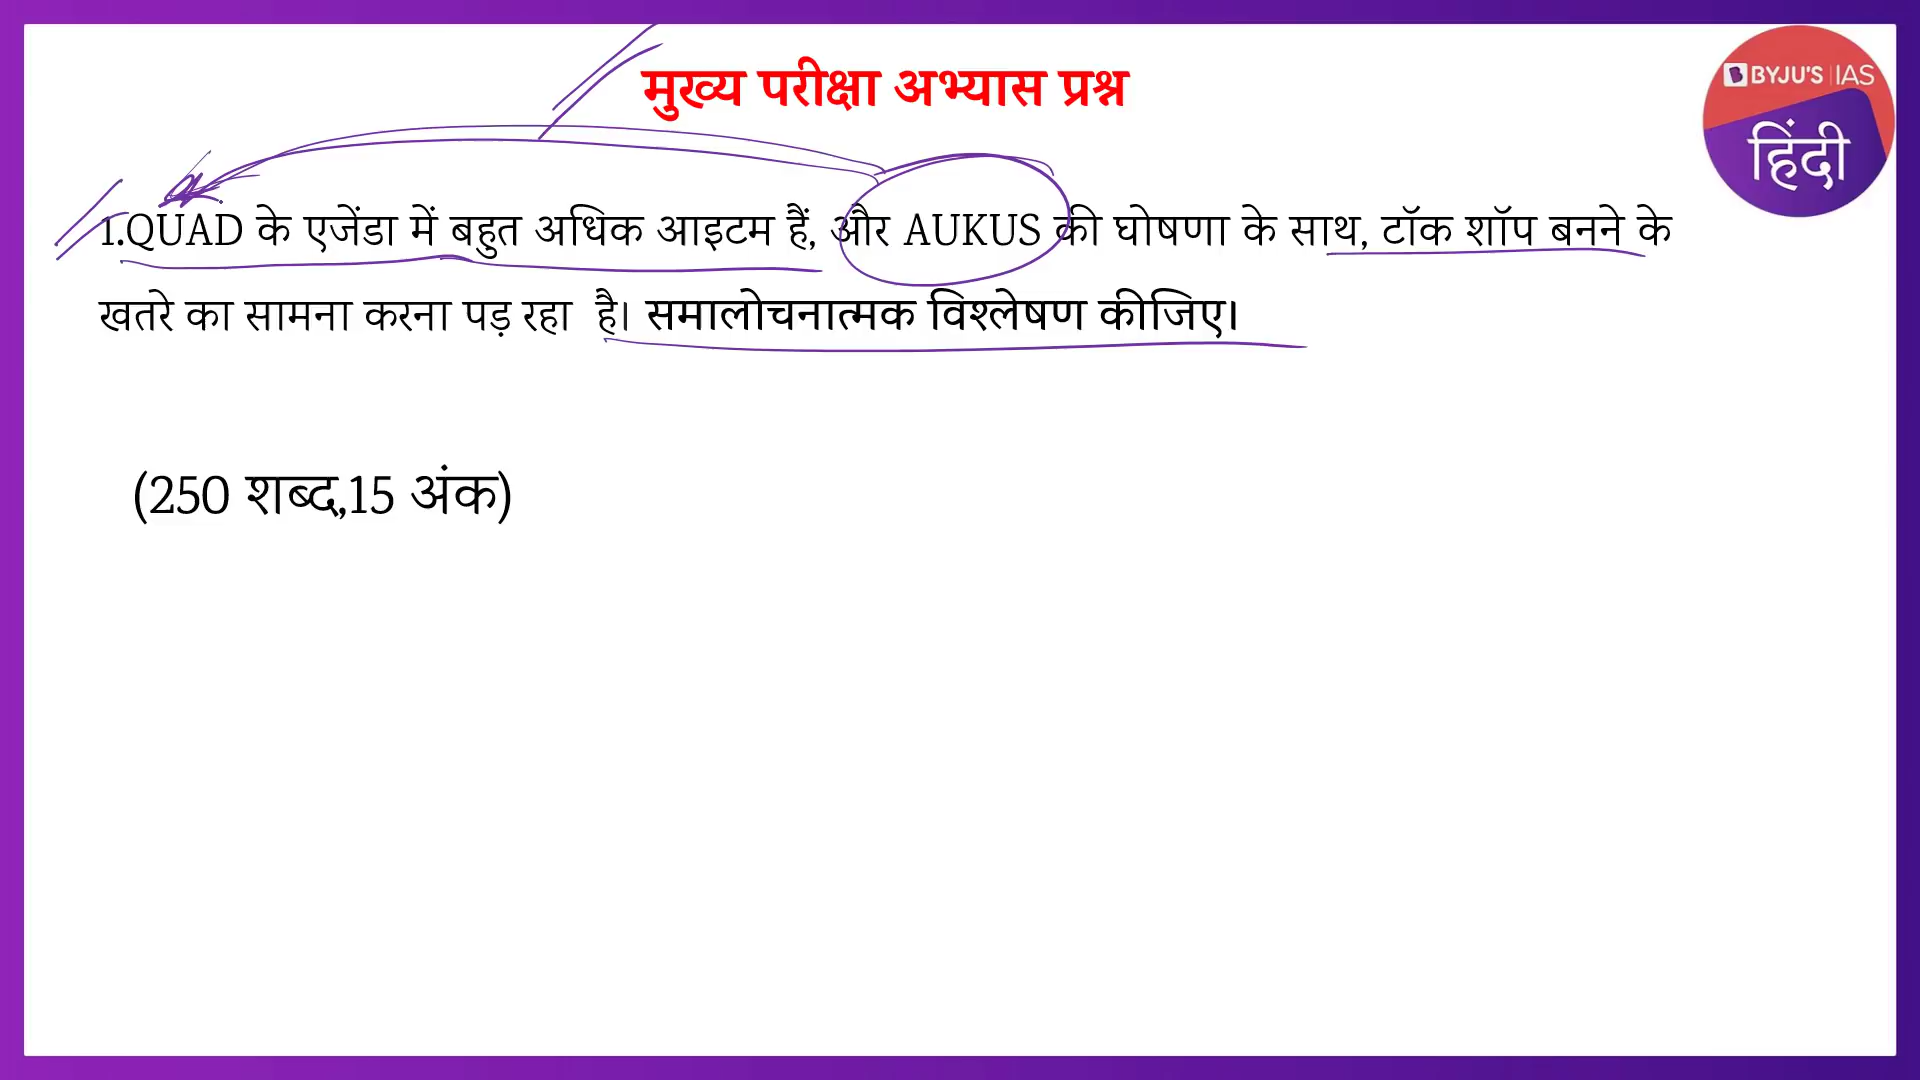 मुख्य परीक्षा अभ्यास प्रश्न
BYJU'S IAS
हिंदी
1.QUAD के एजेंडा में बहुत अधिक आइटम हैं, और AUKUS की घोषणा के साथ, टॉक शॉप बनने के
खतरे का सामना करना पड़ रहा है। समालोचनात्मक विश्लेषण कीजिए।
(250 शब्द,15 अंक)